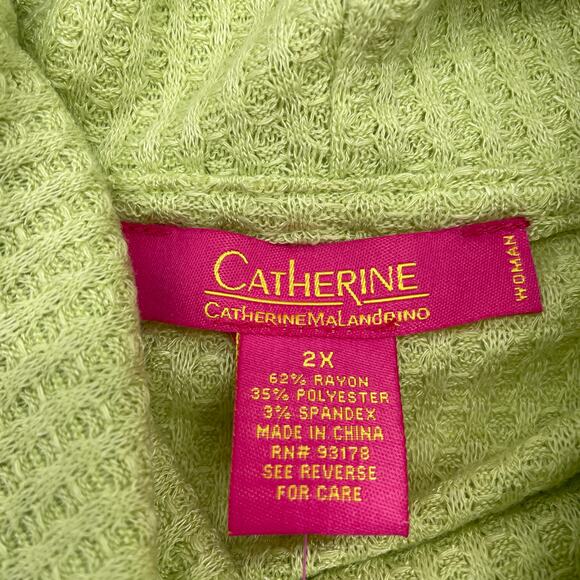 CATHERINE
CATHERINEMALANDRINO
WOMAN
2X
62% RAYON
35% POLYESTER
3% SPANDEX
MADE IN CHINA
RN# 93178
SEE REVERSE
FOR CARE